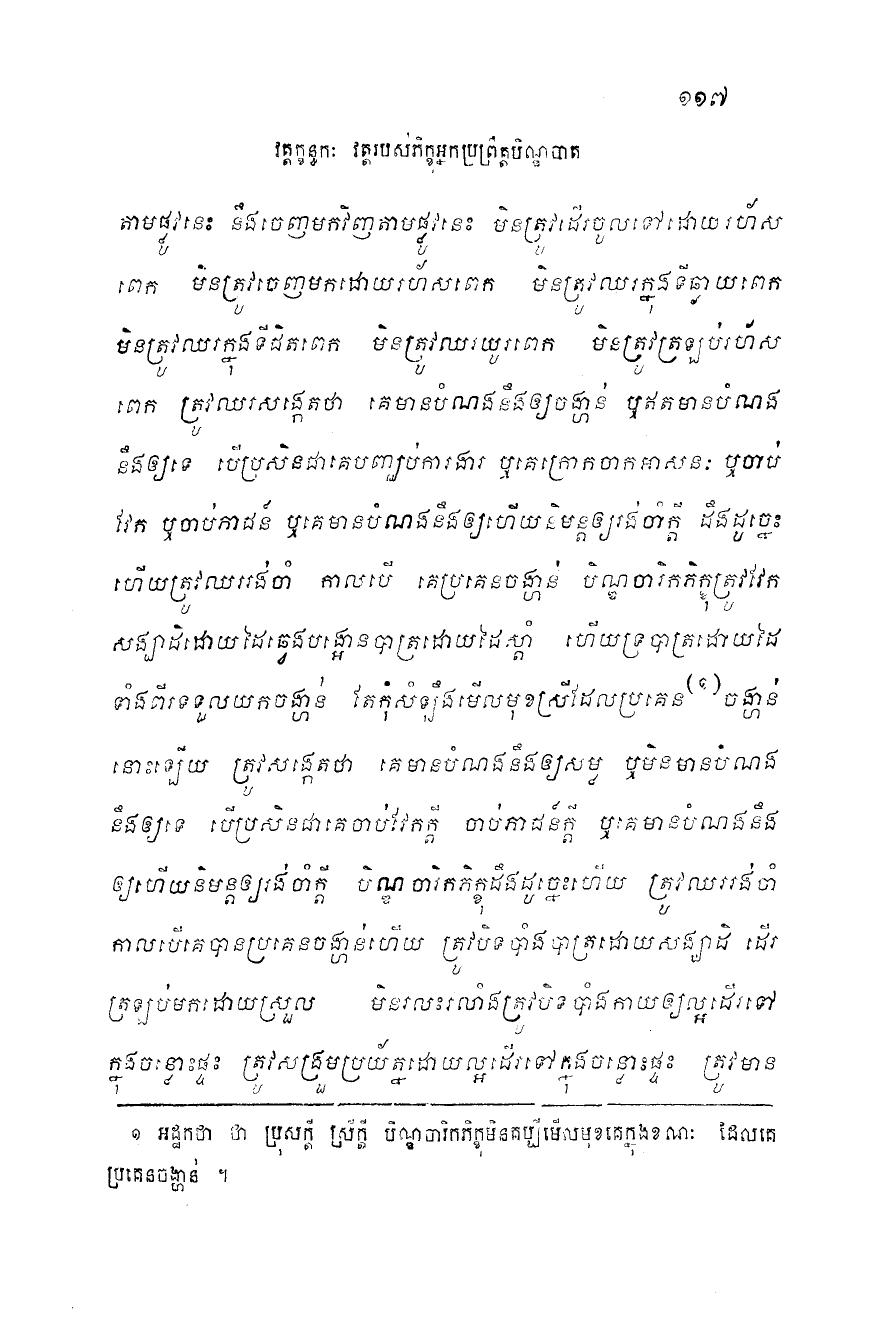 ១១៧
វត្តក្ខន្ធកៈ វត្តរបស់ភិក្ខុអ្នកប្រព្រឹត្តបិណ្ឌបាត
តាមផ្លូវនេះ នឹងចេញមកវិញតាមផ្លូវនេះ មិនត្រូវដើរចូលទៅដោយរហ័ស
ពេក មិនត្រូវចេញមកដោយរហ័សពេក មិនត្រូវឈរក្នុងទីឆ្ងាយពេក
មិនត្រូវឈរក្នុងទីជិតពេក មិនត្រូវឈរយូរពេក មិនត្រូវត្រឡប់រហ័ស
ពេក ត្រូវឈរសង្កេតថា គេមានបំណងនឹងឲ្យចង្ហាន់ ឬឥតមានបំណង
នឹងឲ្យទេ បើប្រសិនជាគេបញ្ឈប់ការងារ ឬគេក្រោកចាកអាសនៈ ឬចាប់
វែក ឬចាប់ភាជន៍ ឬគេមានបំណងនឹងឲ្យហើយនិមន្តឲ្យរង់ចាំក្តី ដឹងដូច្នេះ
ហើយត្រូវឈររង់ចាំ កាលបើ គេប្រគេនចង្ហាន់ បិណ្ឌចារិកភិក្ខុត្រូវវែក
សង្ឃាដិដោយដៃឆ្វេងបង្អោនបាត្រដោយដៃស្តាំ ហើយទ្របាត្រដោយដៃ
ទាំងពីរទទួលយកចង្ហាន់ តែកុំសំឡឹងមើលមុខស្រីដែលប្រគេន(១)ចង្ហាន់
នោះឡើយ ត្រូវសង្កេតថា គេមានបំណងនឹងឲ្យសម្ល ឬមិនមានបំណង
នឹងឲ្យទេ បើប្រសិនជាគេចាប់វែកក្តី ចាប់ភាជន៍ក្តី ឬគេមានបំណងនឹង
ឲ្យហើយនិមន្តឲ្យរង់ចាំក្តី បិណ្ឌចារិកភិក្ខុដឹងដូច្នេះហើយ ត្រូវឈររង់ចាំ
កាលបើគេបានប្រគេនចង្ហាន់ហើយ ត្រូវបិទបាំងបាត្រដោយសង្ឃាដិ ដើរ
ត្រឡប់មកដោយស្រួល មិនរលះរលាំងត្រូវបិទបាំងកាយឲ្យល្អដើរទៅ
ក្នុងចន្លោះផ្ទះ ត្រូវសង្រួមប្រយ័ត្នដោយល្អដើរទៅក្នុងចន្លោះផ្ទះ ត្រូវមាន
១ អដ្ឋកថា ថា ប្រុសក្តី ស្រីក្តី បិណ្ឌចារិកភិក្ខុមិនគប្បីមើលមុខគេក្នុងខណៈ ដែលគេ
ប្រគេនចង្ហាន់ ។